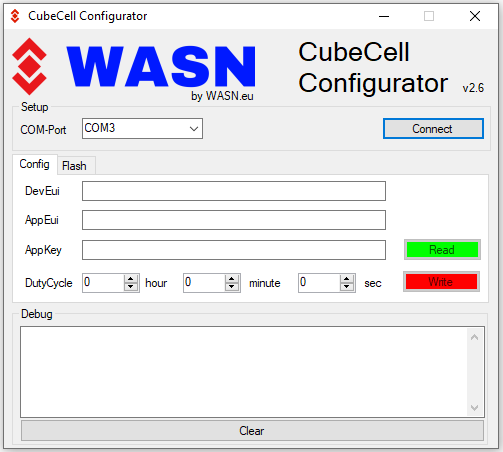 CubeCell Configurator
WASN
by WASN.eu
CubeCell
Configurator v2.6
Setup
COM-Port COM3 Connect
Config Flash
DevEui
AppEui
AppKey Read
DutyCycle 0 hour 0 minute 0 sec Write
Debug
Clear